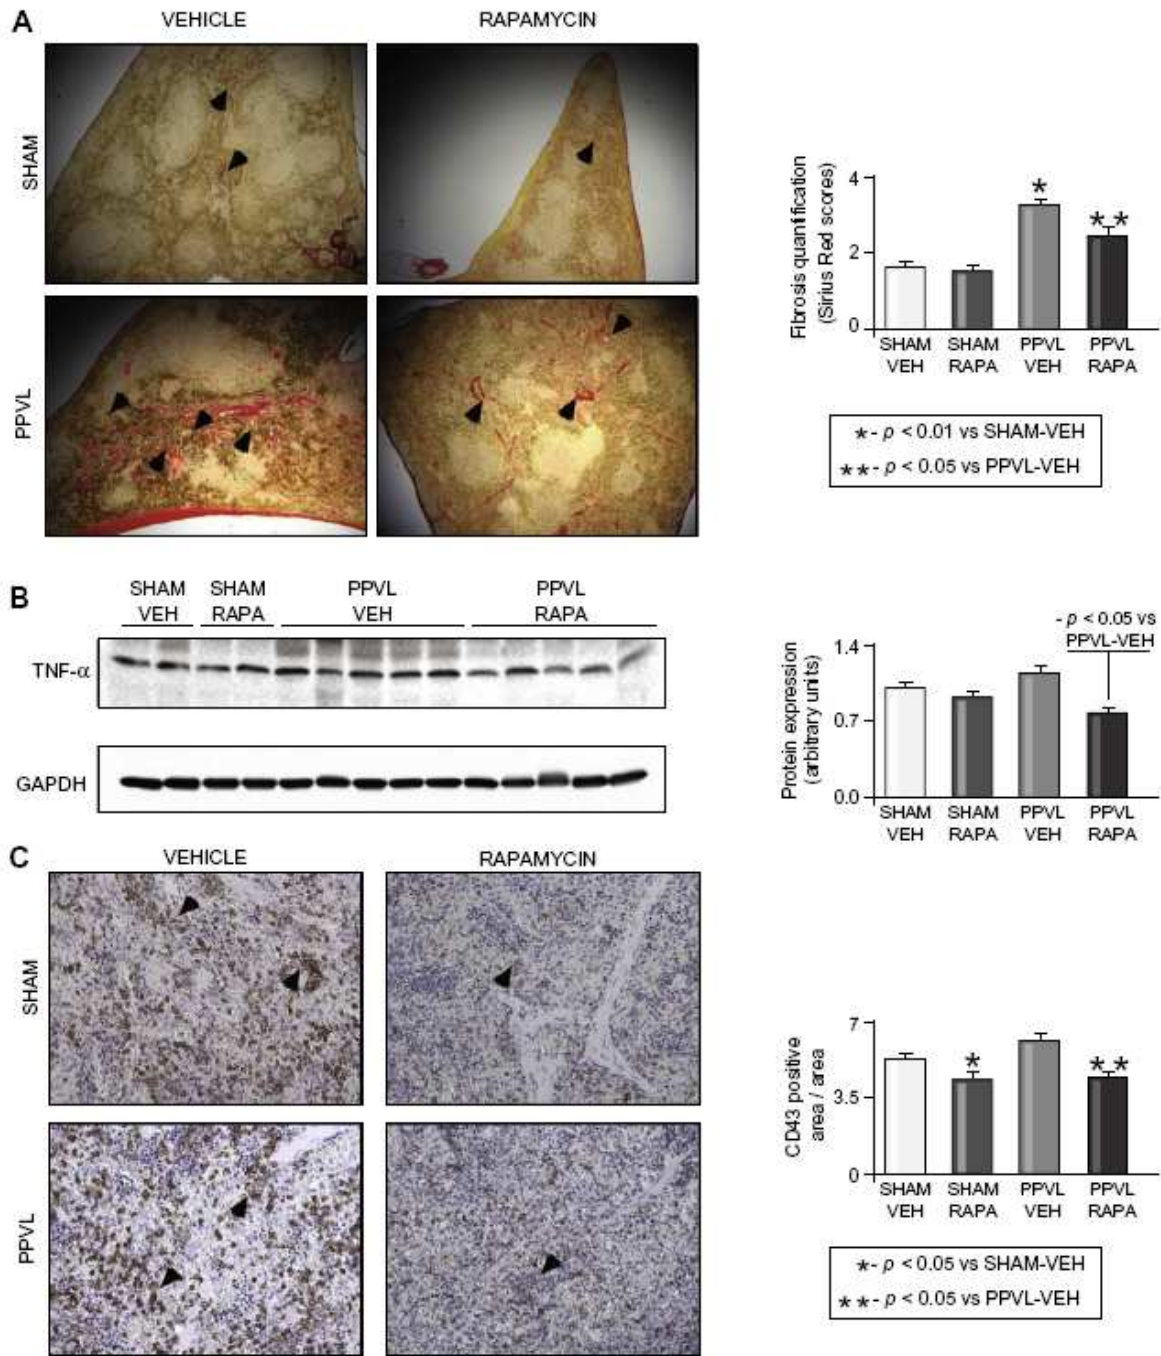 A
VEHICLE
RAPAMYCIN
SHAM
PPVL
Fibrosis quantification
(Sirius Red scores)
4
2
0
SHAM VEH
SHAM RAPA
PPVL VEH
PPVL RAPA
*
**
*- p < 0.01 vs SHAM-VEH
**- p < 0.05 vs PPVL-VEH
B
SHAM VEH
SHAM RAPA
PPVL VEH
PPVL RAPA
TNF-α
GAPDH
Protein expression
(arbitrary units)
1.4
0.7
0.0
- p < 0.05 vs
PPVL-VEH
SHAM VEH
SHAM RAPA
PPVL VEH
PPVL RAPA
C
VEHICLE
RAPAMYCIN
SHAM
PPVL
CD43 positive
area / area
7
3.5
0
*
**
SHAM VEH
SHAM RAPA
PPVL VEH
PPVL RAPA
*- p < 0.05 vs SHAM-VEH
**- p < 0.05 vs PPVL-VEH